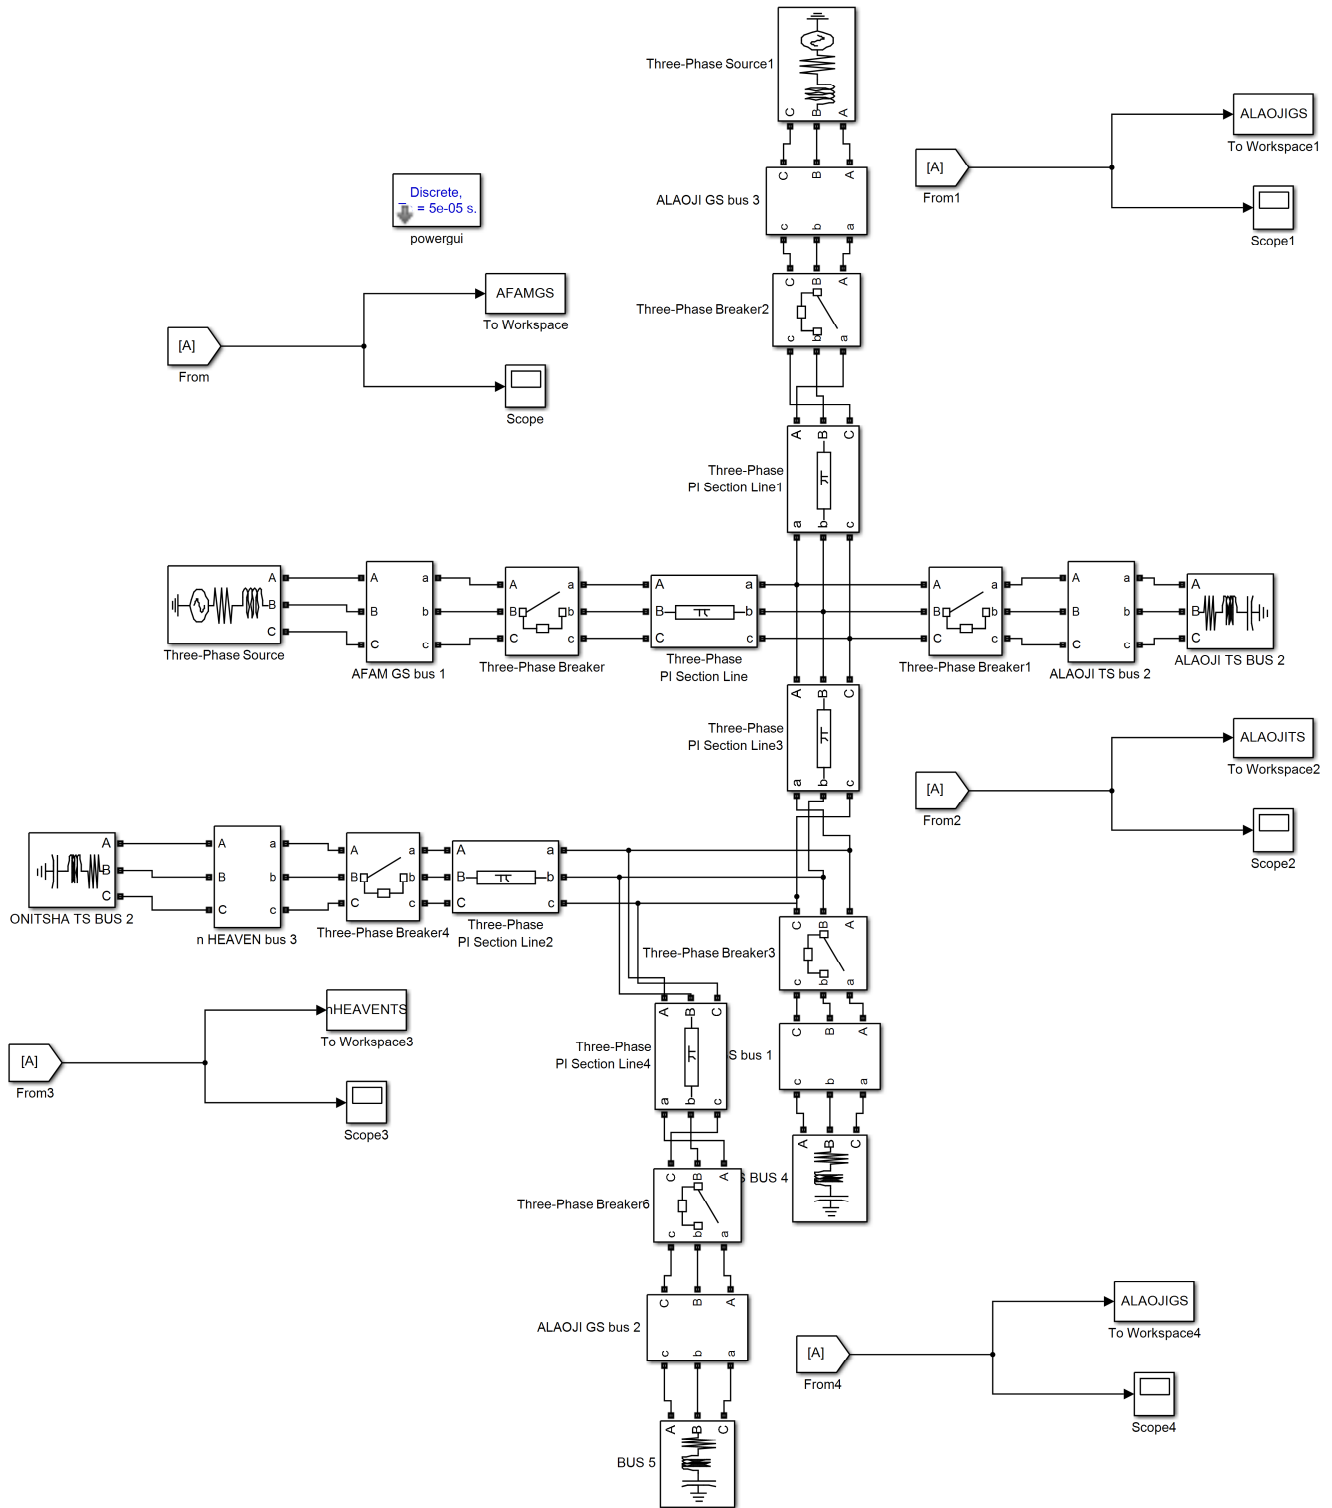 Three-Phase Source1
C B A
C B A
ALAOJI GS bus 3
c b a
C B A
Three-Phase Breaker2
c b a
A B C
Three-Phase
PI Section Line1
a b c
[A]
From1
ALAOJIGS
To Workspace1
Scope1
Discrete,
= 5e-05 s.
powergui
[A]
From
AFAMGS
To Workspace
Scope
A
B
C
Three-Phase Source
A a
B b
C c
AFAM GS bus 1
A a
B b
C c
Three-Phase Breaker
A a
B b
C c
Three-Phase
PI Section Line
A a
B b
C c
Three-Phase Breaker1
A a
B b
C c
ALAOJI TS bus 2
A
B
C
ALAOJI TS BUS 2
A B C
Three-Phase
PI Section Line3
a b c
[A]
From2
ALAOJITS
To Workspace2
Scope2
A
B
C
ONITSHA TS BUS 2
A a
B b
C c
n HEAVEN bus 3
A a
B b
C c
Three-Phase Breaker4
A a
B b
C c
Three-Phase
PI Section Line2
C B A
Three-Phase Breaker3
c b a
C B A
S bus 1
c b a
A B C
S BUS 4
[A]
From3
nHEAVENTS
To Workspace3
Scope3
A B C
Three-Phase
PI Section Line4
a b c
C B A
Three-Phase Breaker6
c b a
C B A
ALAOJI GS bus 2
c b a
A B C
BUS 5
[A]
From4
ALAOJIGS
To Workspace4
Scope4